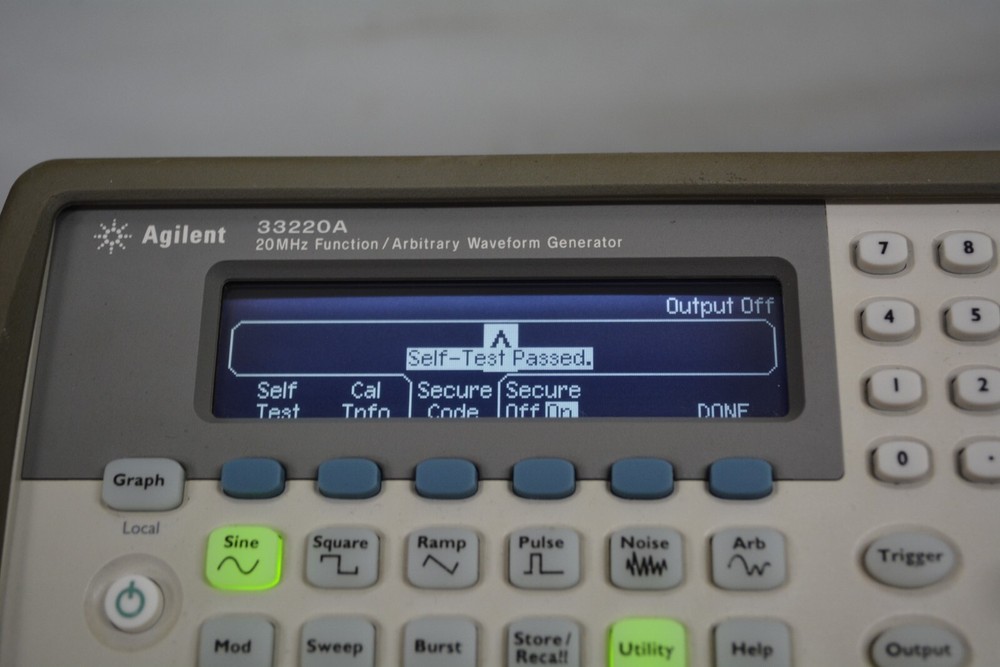 Agilent
33220A
20MHz Function / Arbitrary Waveform Generator
Output Off
Self-Test Passed.
Self Test
Cal Info
Secure Code
Secure Off On
DONE
7
8
4
5
1
2
0
.
Graph
Local
Sine
Square
Ramp
Pulse
Noise
Arb
Trigger
Mod
Sweep
Burst
Store/
Recall
Utility
Help
Output